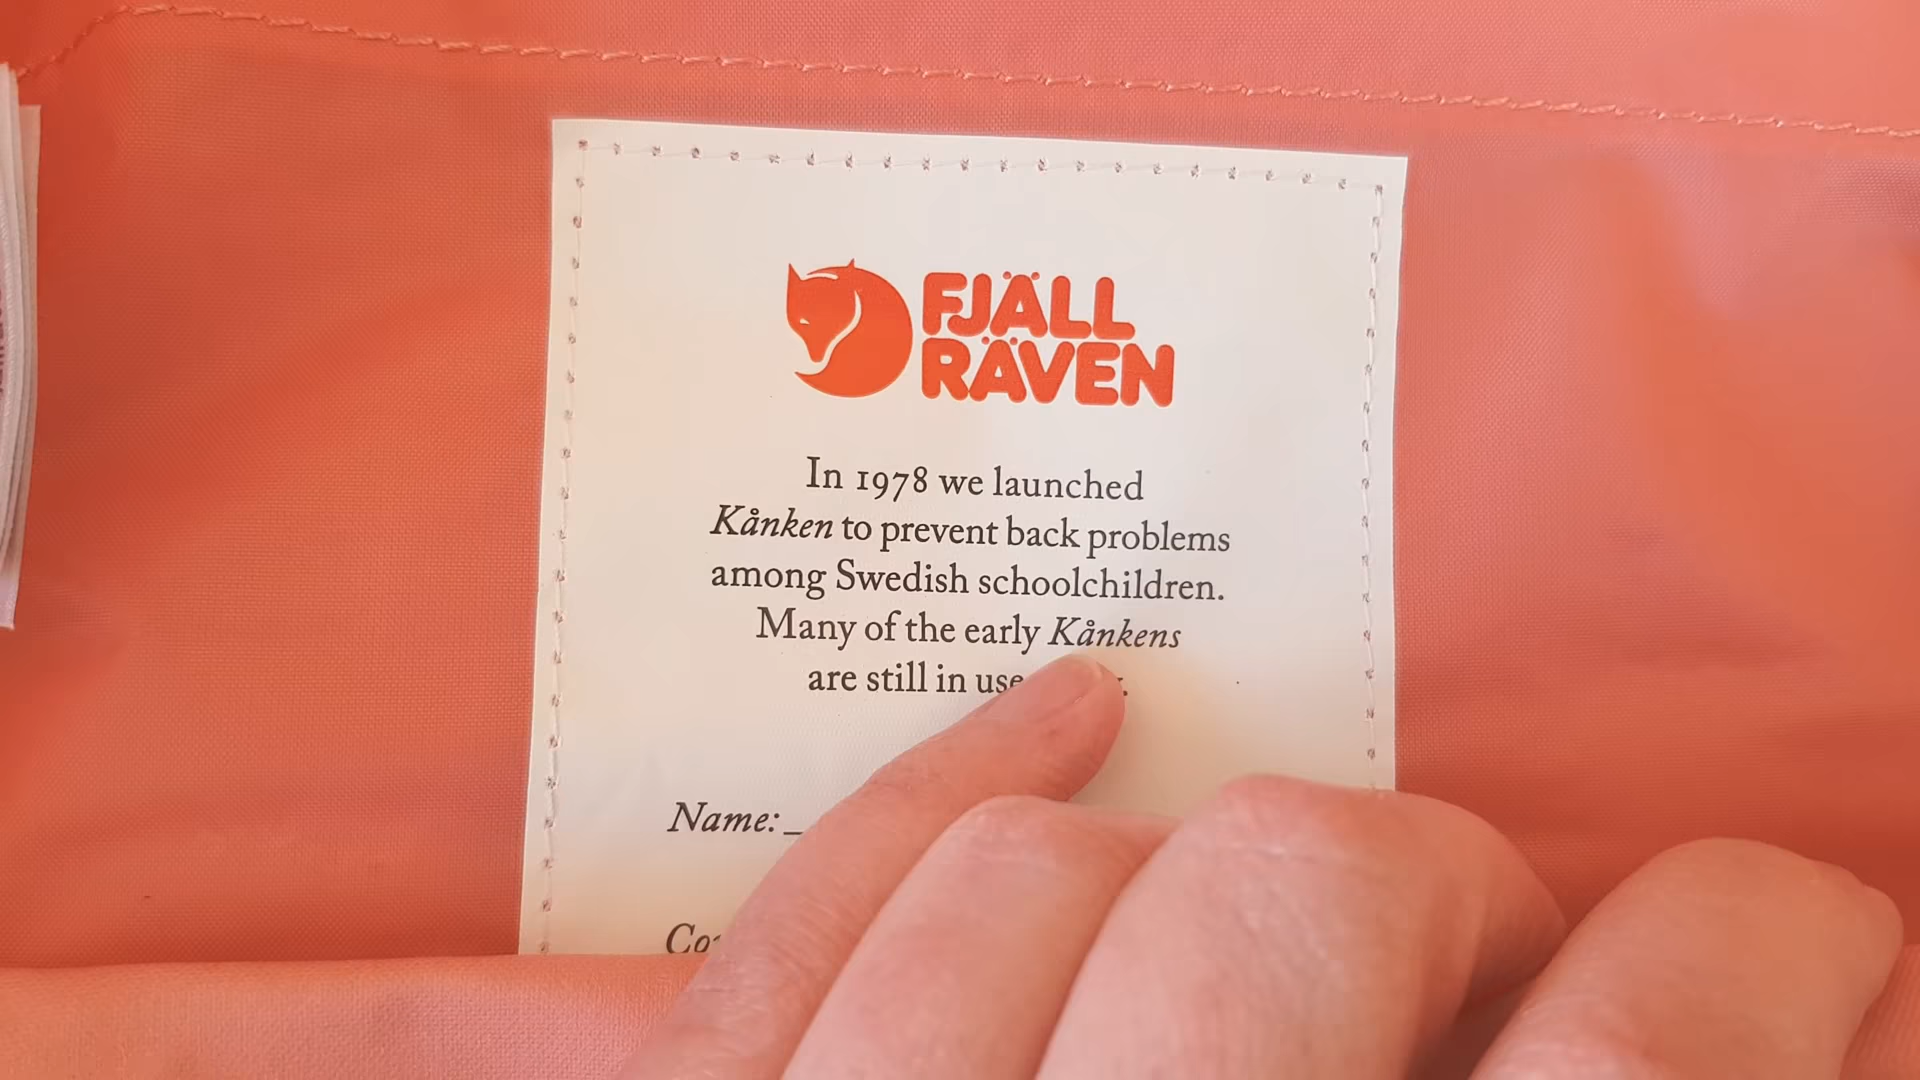 FJÄLL
RÄVEN
In 1978 we launched
Kånken to prevent back problems
among Swedish schoolchildren.
Many of the early Kånkens
are still in use
Name: